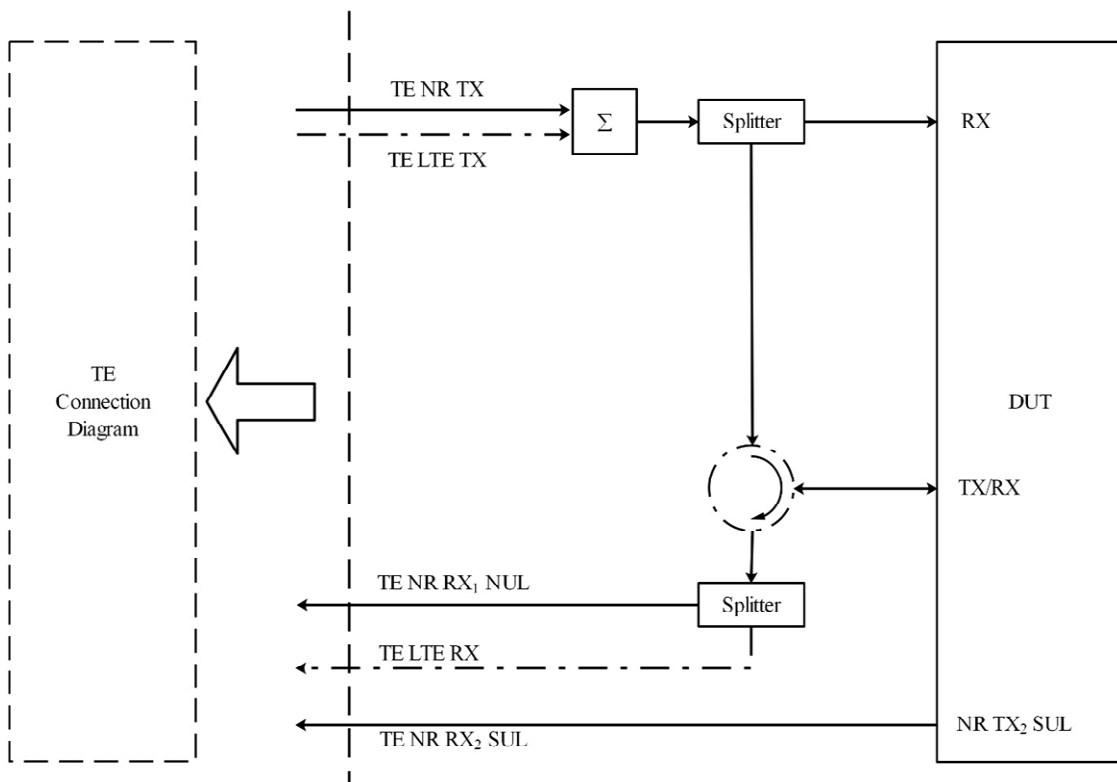 TE NR TX
Σ
Splitter
RX
TE LTE TX
TE
Connection
Diagram
DUT
TX/RX
TE NR RX₁ NUL
Splitter
TE LTE RX
NR TX₂ SUL
TE NR RX₂ SUL